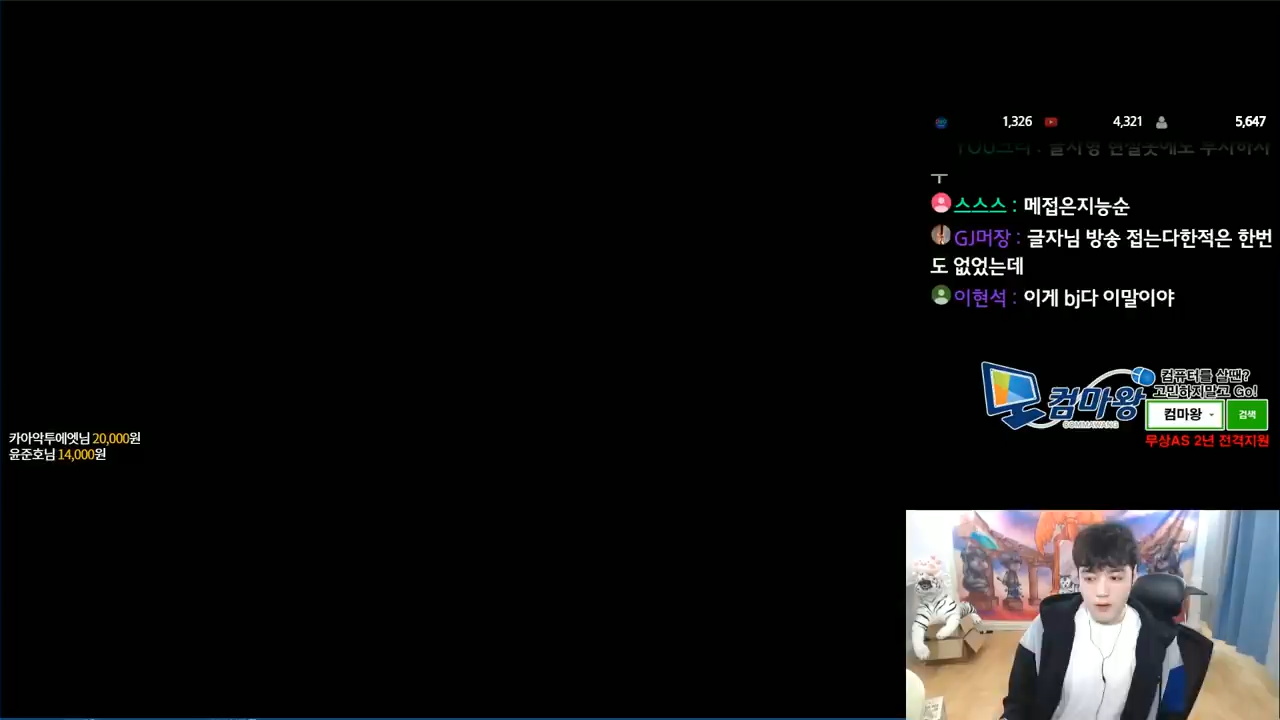 1,326 4,321 5,647
ㅜ
스스스 : 메접은지능순
GJ머장 : 글자님 방송 접는다한적은 한번
도 없었는데
이현석 : 이게 bj다 이말이야
컴퓨터를 살땐?
고민하지말고 Go!
컴마왕
COMMAWANG
컴마왕 검색
무상AS 2년 전격지원
카아악투에엣님 20,000원
윤준호님 14,000원